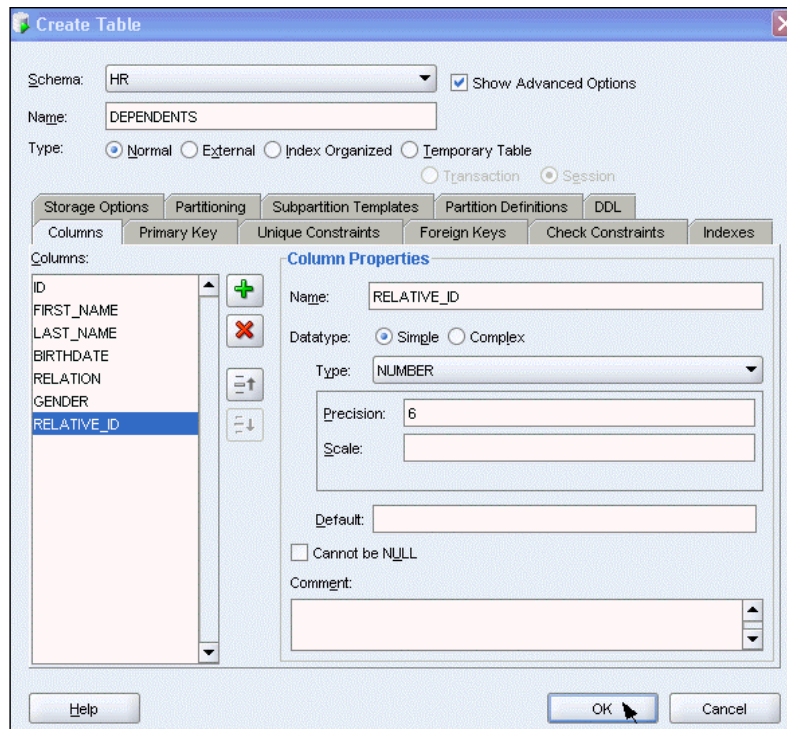 Create Table
Schema: HR
Show Advanced Options
Name: DEPENDENTS
Type: Normal External Index Organized Temporary Table
Transaction Session
Storage Options Partitioning Subpartition Templates Partition Definitions DDL
Columns Primary Key Unique Constraints Foreign Keys Check Constraints Indexes
Columns:
ID
FIRST_NAME
LAST_NAME
BIRTHDATE
RELATION
GENDER
RELATIVE_ID
Column Properties
Name: RELATIVE_ID
Datatype: Simple Complex
Type: NUMBER
Precision: 6
Scale:
Default:
Cannot be NULL
Comment:
Help OK Cancel